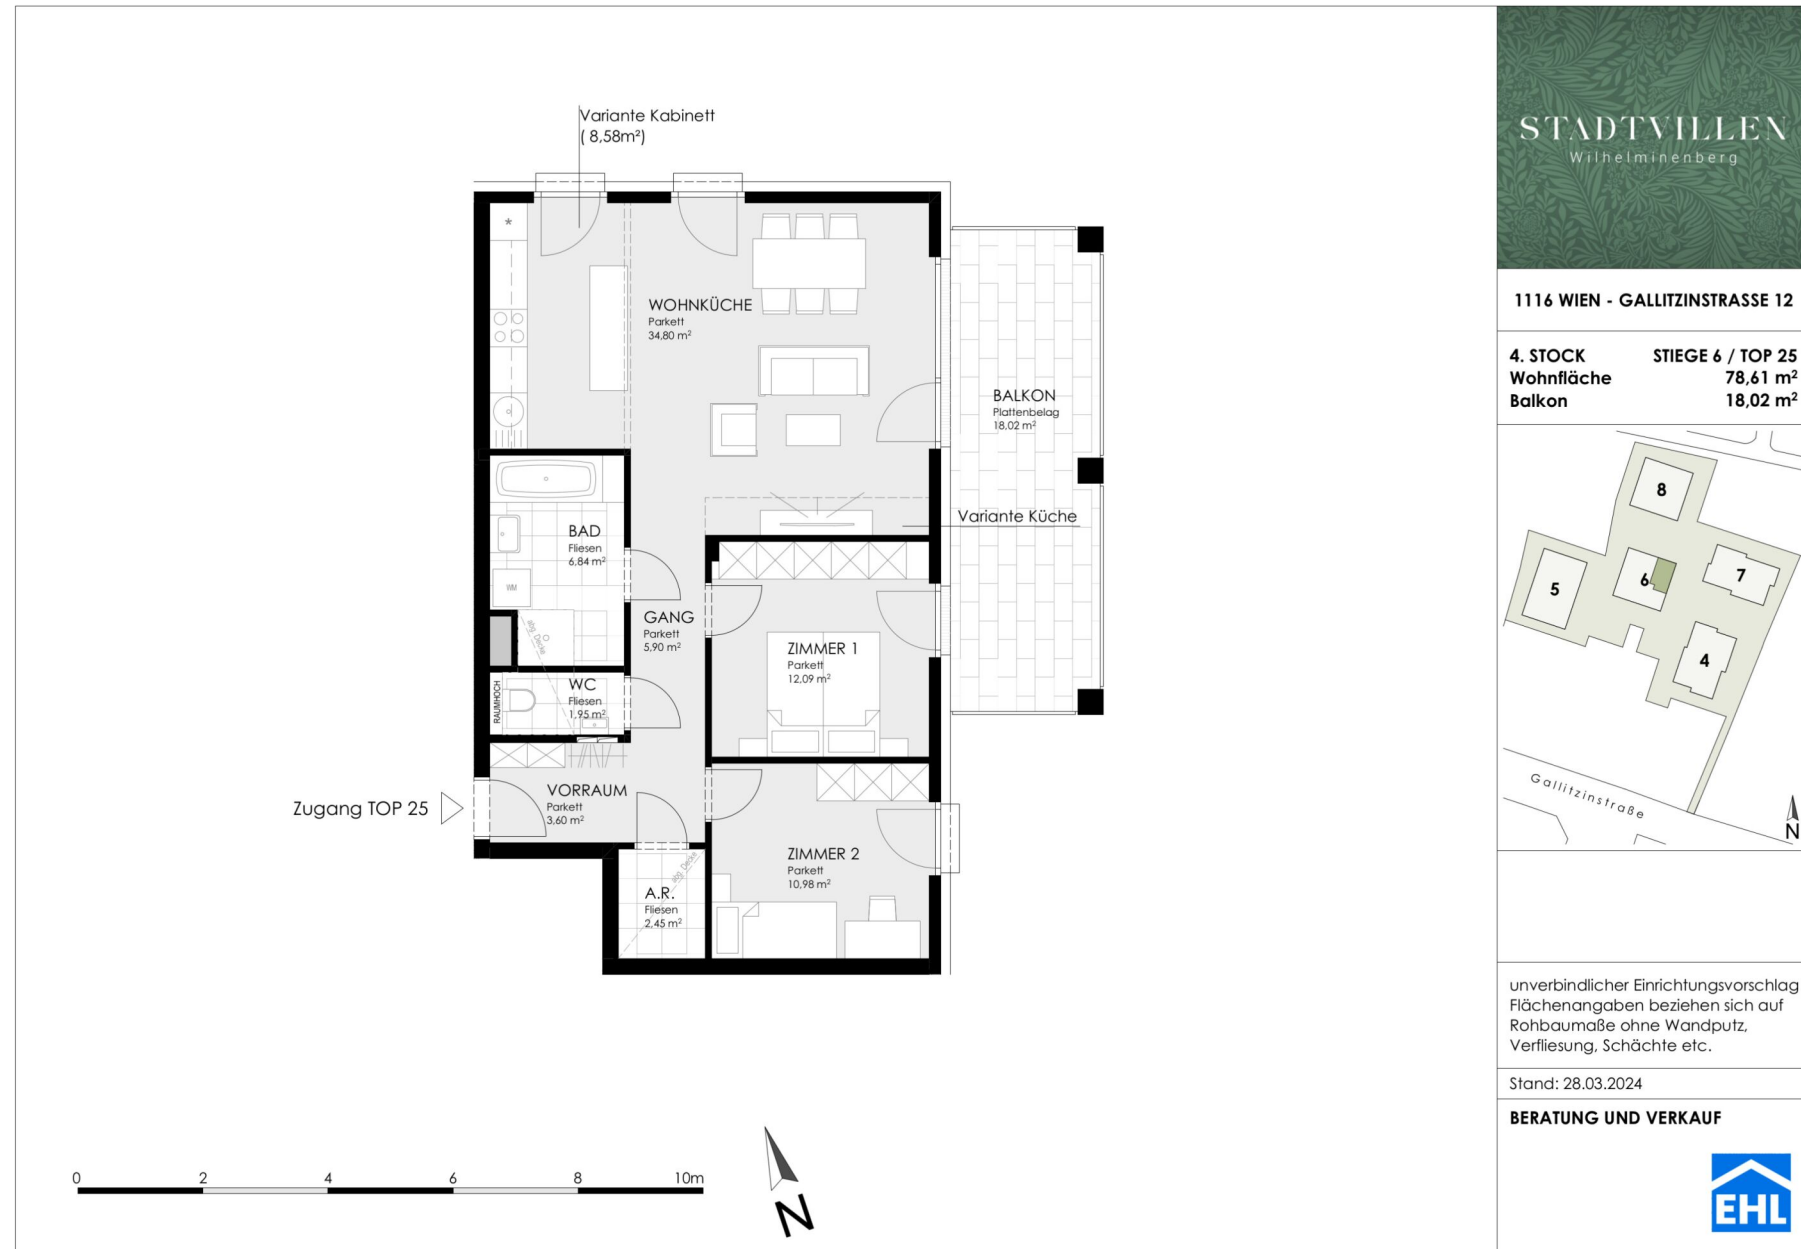 Variante Kabinett
( 8,58m²)
*
WOHNKÜCHE
Parkett
34,80 m²
BALKON
Plattenbelag
18,02 m²
Variante Küche
BAD
Fliesen
6,84 m²
WM
abg. Decke
GANG
Parkett
5,90 m²
ZIMMER 1
Parkett
12,09 m²
RAUMHOCH
WC
Fliesen
1,95 m²
Zugang TOP 25
VORRAUM
Parkett
3,60 m²
ZIMMER 2
Parkett
10,98 m²
abg. Decke
A.R.
Fliesen
2,45 m²
0 2 4 6 8 10m
N
STADTVILLEN
Wilhelminenberg
1116 WIEN - GALLITZINSTRASSE 12
4. STOCK STIEGE 6 / TOP 25
Wohnfläche 78,61 m²
Balkon 18,02 m²
8
5
6
7
4
Gallitzinstraße
N
unverbindlicher Einrichtungsvorschlag
Flächenangaben beziehen sich auf
Rohbaumaße ohne Wandputz,
Verfliesung, Schächte etc.
Stand: 28.03.2024
BERATUNG UND VERKAUF
EHL